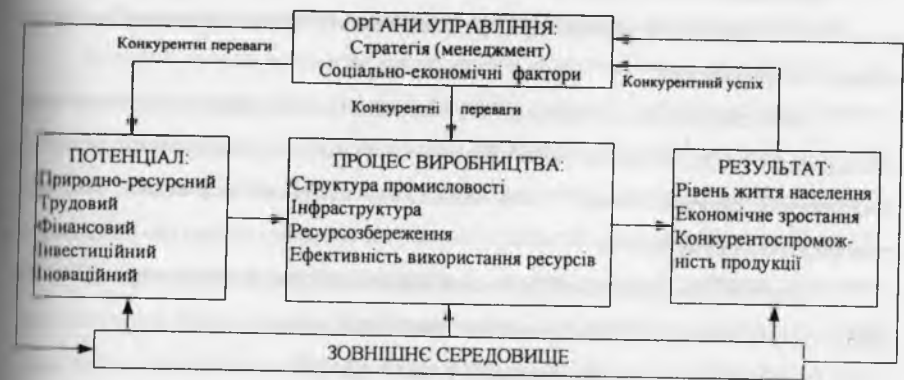 ОРГАНИ УПРАВЛІННЯ:
Стратегія (менеджмент)
Соціально-економічні фактори
Конкурентні переваги
Конкурентний успіх
Конкурентні переваги
ПОТЕНЦІАЛ:
Природно-ресурсний
Трудовий
Фінансовий
Інвестиційний
Іноваційний
ПРОЦЕС ВИРОБНИЦТВА:
Структура промисловості
Інфраструктура
Ресурсозбереження
Ефективність використання ресурсів
РЕЗУЛЬТАТ:
Рівень життя населення
Економічне зростання
Конкурентоспромож-
ність продукції
ЗОВНІШНЄ СЕРЕДОВИЩЕ